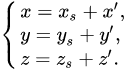 x = x_s + x′,
y = y_s + y′,
z = z_s + z′.